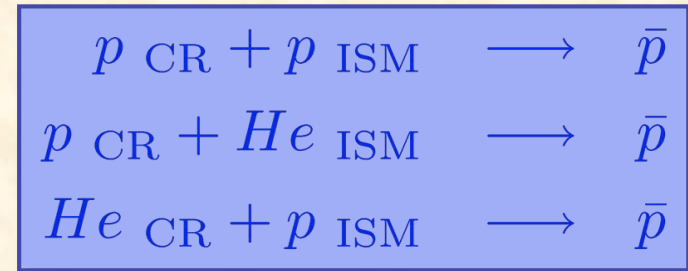 p CR + p ISM ⟶ p̄
p CR + He ISM ⟶ p̄
He CR + p ISM ⟶ p̄